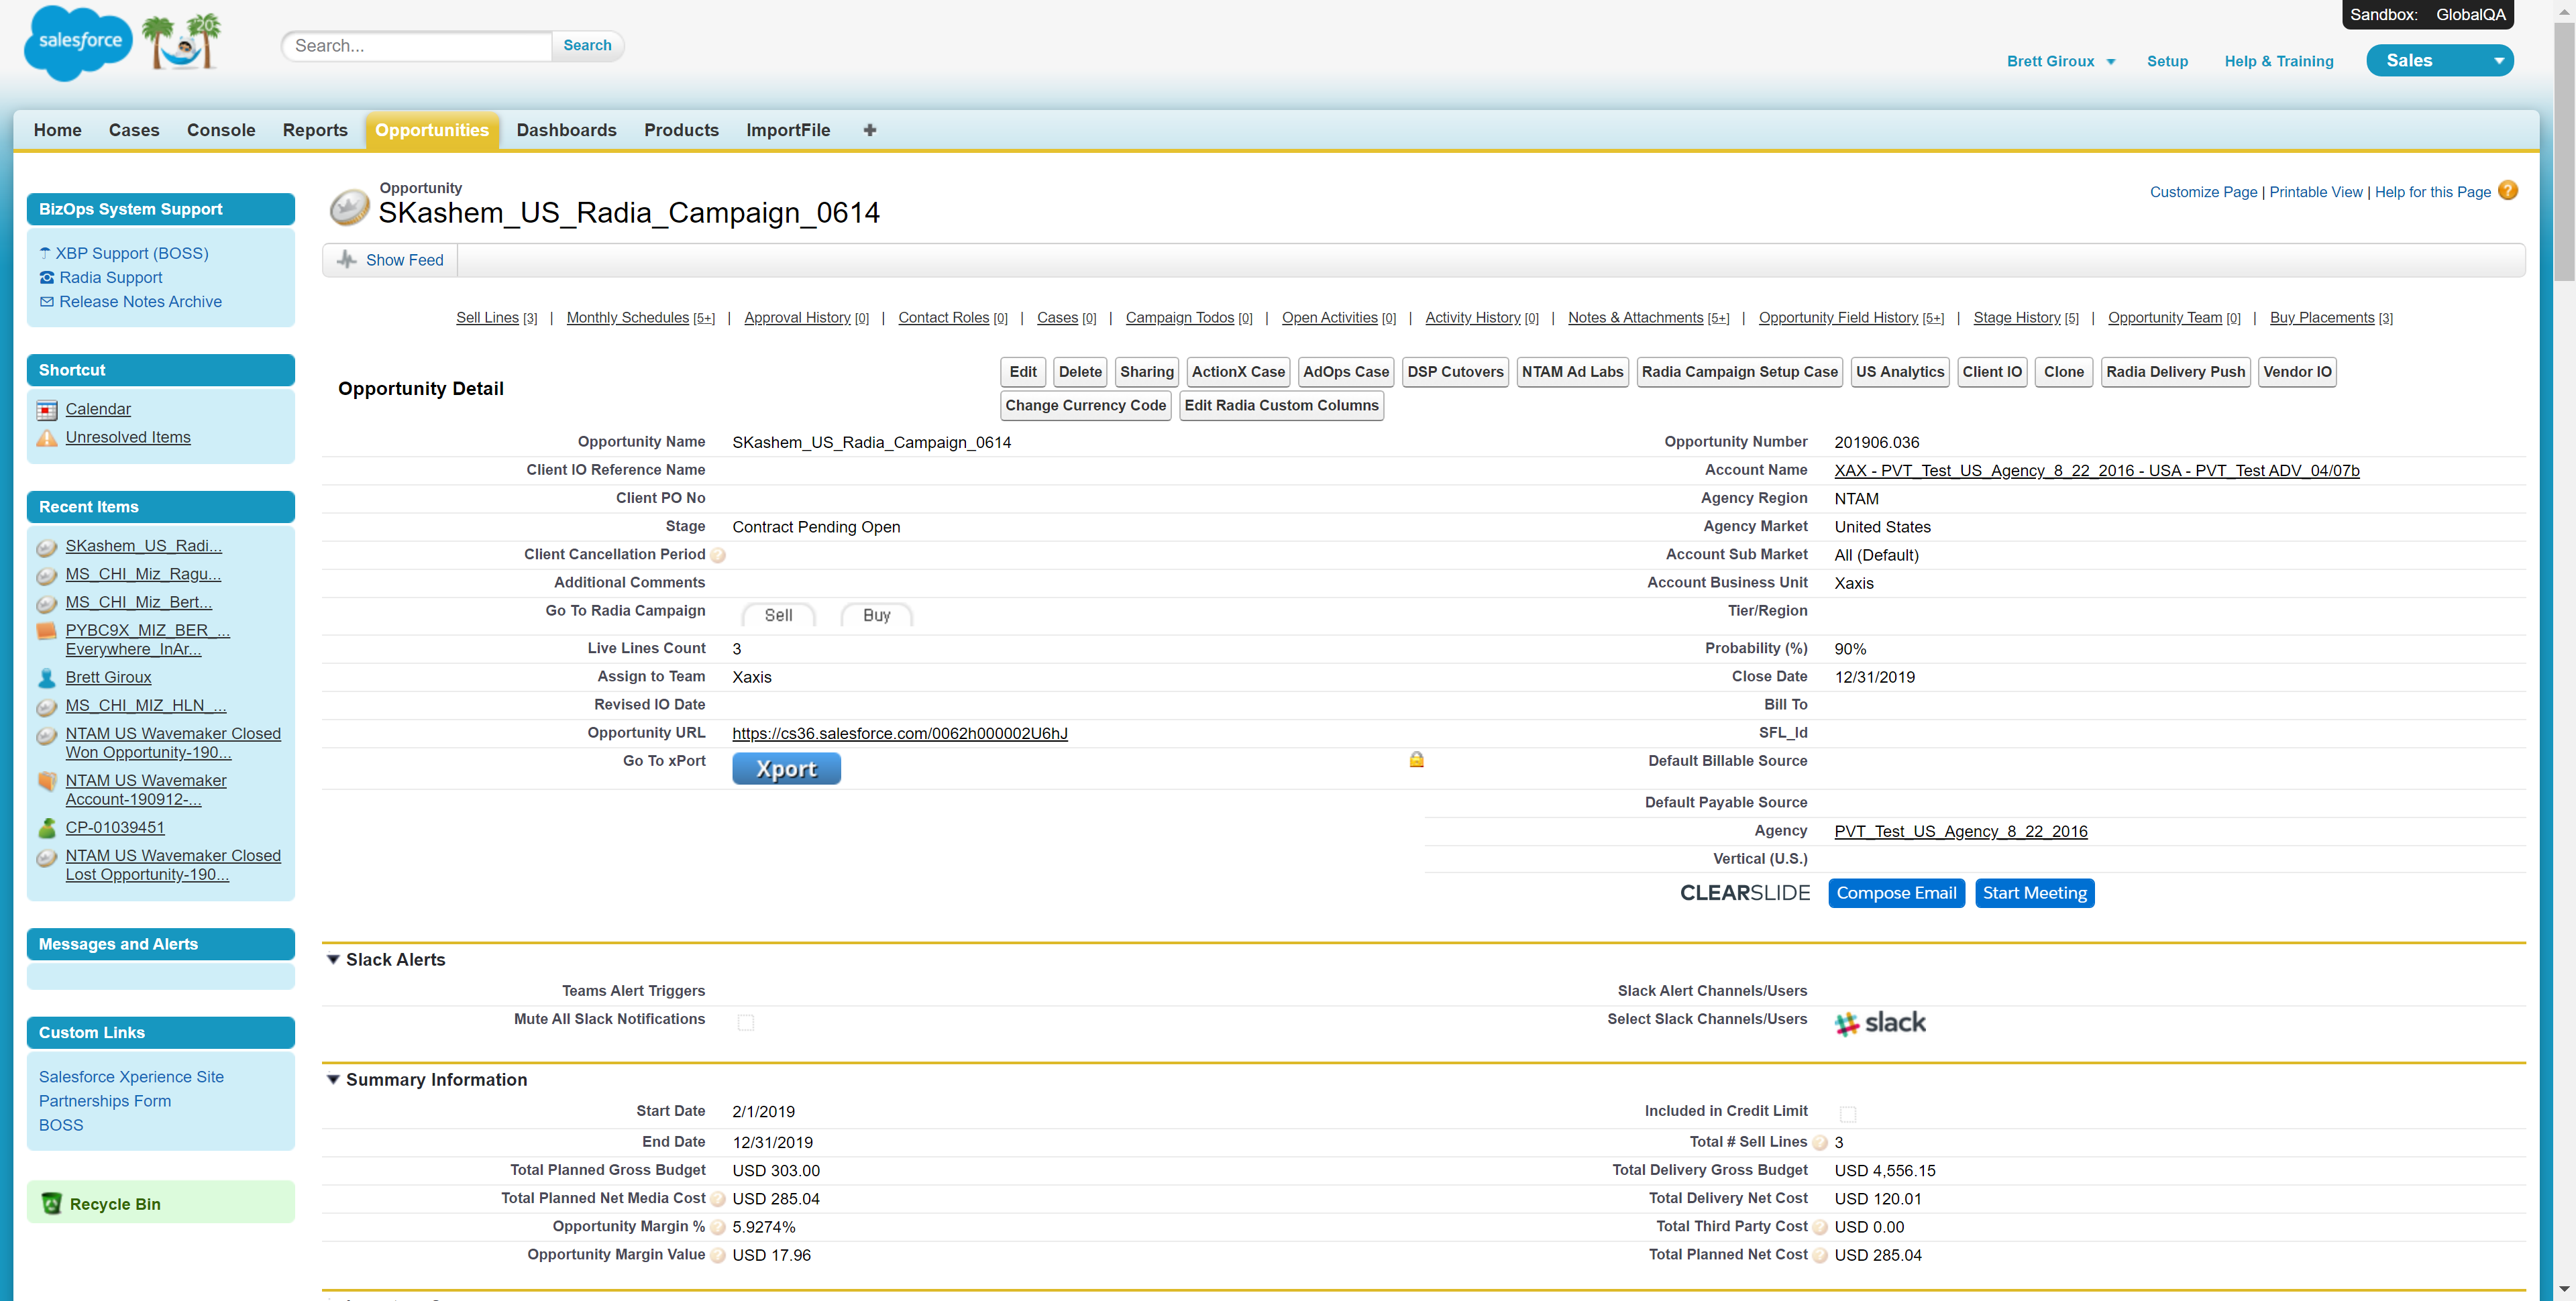 Sandbox: GlobalQA
salesforce
20
Search...
Search
Brett Giroux
Setup
Help & Training
Sales
Home
Cases
Console
Reports
Opportunities
Dashboards
Products
ImportFile
BizOps System Support
XBP Support (BOSS)
Radia Support
Release Notes Archive
Shortcut
Calendar
Unresolved Items
Recent Items
SKashem_US_Radi...
MS_CHI_Miz_Ragu...
MS_CHI_Miz_Bert...
PYBC9X_MIZ_BER_...
Everywhere_InAr...
Brett Giroux
MS_CHI_MIZ_HLN_...
NTAM US Wavemaker Closed
Won Opportunity-190...
NTAM US Wavemaker
Account-190912-...
CP-01039451
NTAM US Wavemaker Closed
Lost Opportunity-190...
Messages and Alerts
Custom Links
Salesforce Xperience Site
Partnerships Form
BOSS
Recycle Bin
Opportunity
SKashem_US_Radia_Campaign_0614
Customize Page | Printable View | Help for this Page
Show Feed
Sell Lines [3] | Monthly Schedules [5+] | Approval History [0] | Contact Roles [0] | Cases [0] | Campaign Todos [0] | Open Activities [0] | Activity History [0] | Notes & Attachments [5+] | Opportunity Field History [5+] | Stage History [5] | Opportunity Team [0] | Buy Placements [3]
Opportunity Detail
Edit Delete Sharing ActionX Case AdOps Case DSP Cutovers NTAM Ad Labs Radia Campaign Setup Case US Analytics Client IO Clone Radia Delivery Push Vendor IO
Change Currency Code Edit Radia Custom Columns
Opportunity Name SKashem_US_Radia_Campaign_0614 Opportunity Number 201906.036
Client IO Reference Name Account Name XAX - PVT_Test_US_Agency_8_22_2016 - USA - PVT_Test ADV_04/07b
Client PO No Agency Region NTAM
Stage Contract Pending Open Agency Market United States
Client Cancellation Period Account Sub Market All (Default)
Additional Comments Account Business Unit Xaxis
Go To Radia Campaign Sell Buy Tier/Region
Live Lines Count 3 Probability (%) 90%
Assign to Team Xaxis Close Date 12/31/2019
Revised IO Date Bill To
Opportunity URL https://cs36.salesforce.com/0062h000002U6hJ SFL_Id
Go To xPort Xport Default Billable Source
Default Payable Source
Agency PVT_Test_US_Agency_8_22_2016
Vertical (U.S.)
CLEARSLIDE Compose Email Start Meeting
Slack Alerts
Teams Alert Triggers Slack Alert Channels/Users
Mute All Slack Notifications Select Slack Channels/Users slack
Summary Information
Start Date 2/1/2019 Included in Credit Limit
End Date 12/31/2019 Total # Sell Lines 3
Total Planned Gross Budget USD 303.00 Total Delivery Gross Budget USD 4,556.15
Total Planned Net Media Cost USD 285.04 Total Delivery Net Cost USD 120.01
Opportunity Margin % 5.9274% Total Third Party Cost USD 0.00
Opportunity Margin Value USD 17.96 Total Planned Net Cost USD 285.04